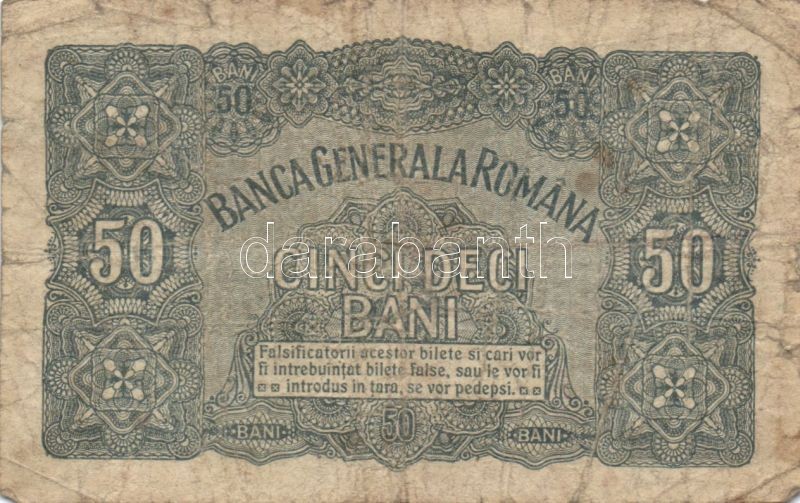 BANI BANI
50 50
BANCA GENERALA ROMÂNA
50 50
darabanth
CINCI DECI
BANI
Falsificatorii acestor bilete si cari vor
fi intrebuințat bilete false, sau le vor fi
introdus in tara, se vor pedepsi.
BANI 50 BANI